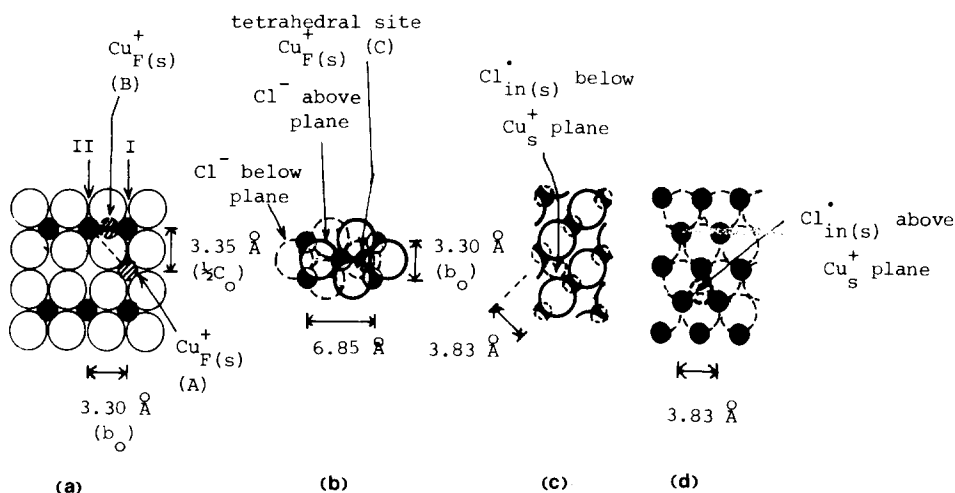 tetrahedral site
Cu+F(s) (C)
Cu+F(s)
(B)
Cl− above
plane
Cl− below
plane
II
I
3.35 Å
(½Co)
Cu+F(s)
(A)
3.30 Å
(bo)
3.30 Å
(bo)
6.85 Å
Cl•in(s) below
Cu+s plane
3.83 Å
Cl•in(s) above
Cu+s plane
3.83 Å
(a)
(b)
(c)
(d)